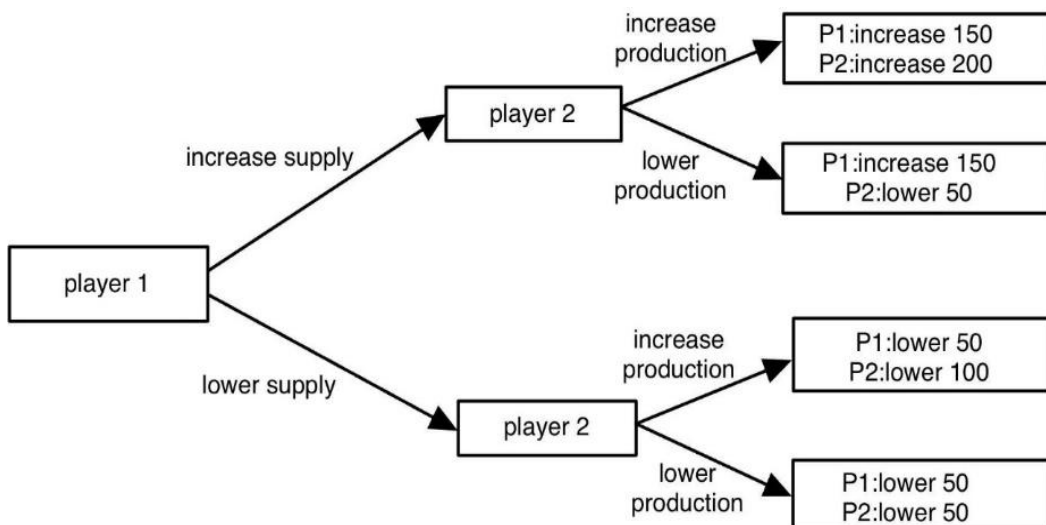 increase
production
P1:increase 150
P2:increase 200
player 2
increase supply
lower
production
P1:increase 150
P2:lower 50
player 1
lower supply
increase
production
P1:lower 50
P2:lower 100
player 2
lower
production
P1:lower 50
P2:lower 50